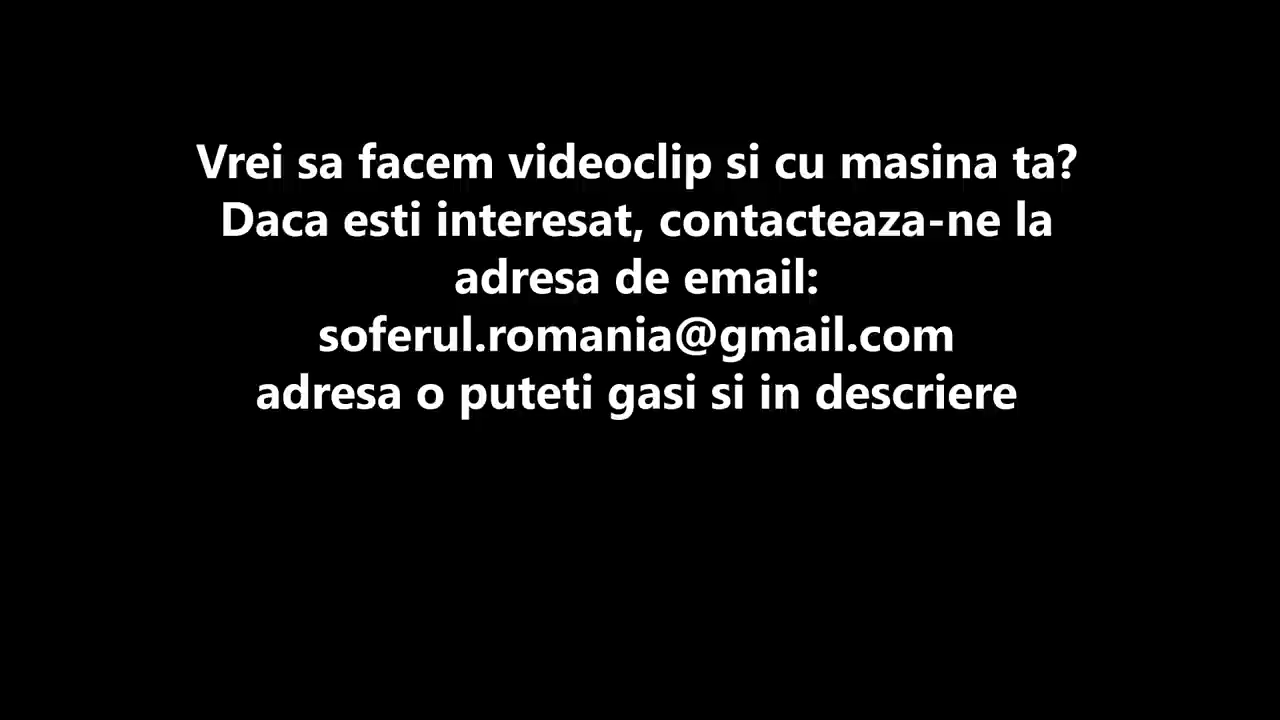 Vrei sa facem videoclip si cu masina ta?
Daca esti interesat, contacteaza-ne la
adresa de email:
soferul.romania@gmail.com
adresa o puteti gasi si in descriere